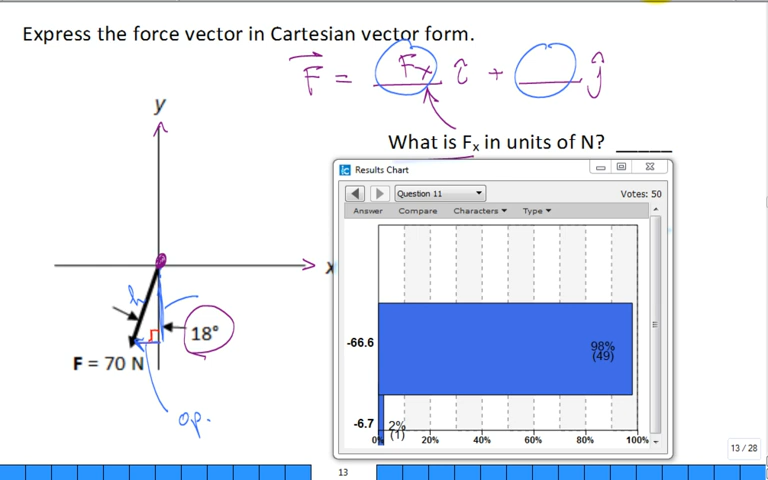 Express the force vector in Cartesian vector form.
F = Fx î + ___ ĵ
y
What is Fx in units of N? _____
Results Chart
Question 11
Votes: 50
Answer Compare Characters Type
x
h
18°
F = 70 N
op.
-66.6
98%
(49)
-6.7
2%
(1)
0% 20% 40% 60% 80% 100%
13 / 28
13